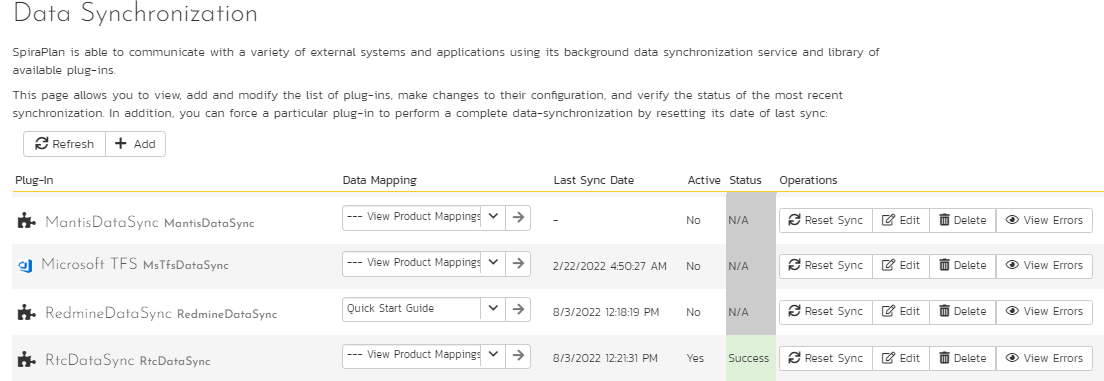 Data Synchronization
SpiraPlan is able to communicate with a variety of external systems and applications using its background data synchronization service and library of
available plug-ins.
This page allows you to view, add and modify the list of plug-ins, make changes to their configuration, and verify the status of the most recent
synchronization. In addition, you can force a particular plug-in to perform a complete data-synchronization by resetting its date of last sync:
Refresh Add
Plug-In Data Mapping Last Sync Date Active Status Operations
MantisDataSync MantisDataSync --- View Product Mappings - No N/A Reset Sync Edit Delete View Errors
Microsoft TFS MsTfsDataSync --- View Product Mappings 2/22/2022 4:50:27 AM No N/A Reset Sync Edit Delete View Errors
RedmineDataSync RedmineDataSync Quick Start Guide 8/3/2022 12:18:19 PM No N/A Reset Sync Edit Delete View Errors
RtcDataSync RtcDataSync --- View Product Mappings 8/3/2022 12:21:31 PM Yes Success Reset Sync Edit Delete View Errors